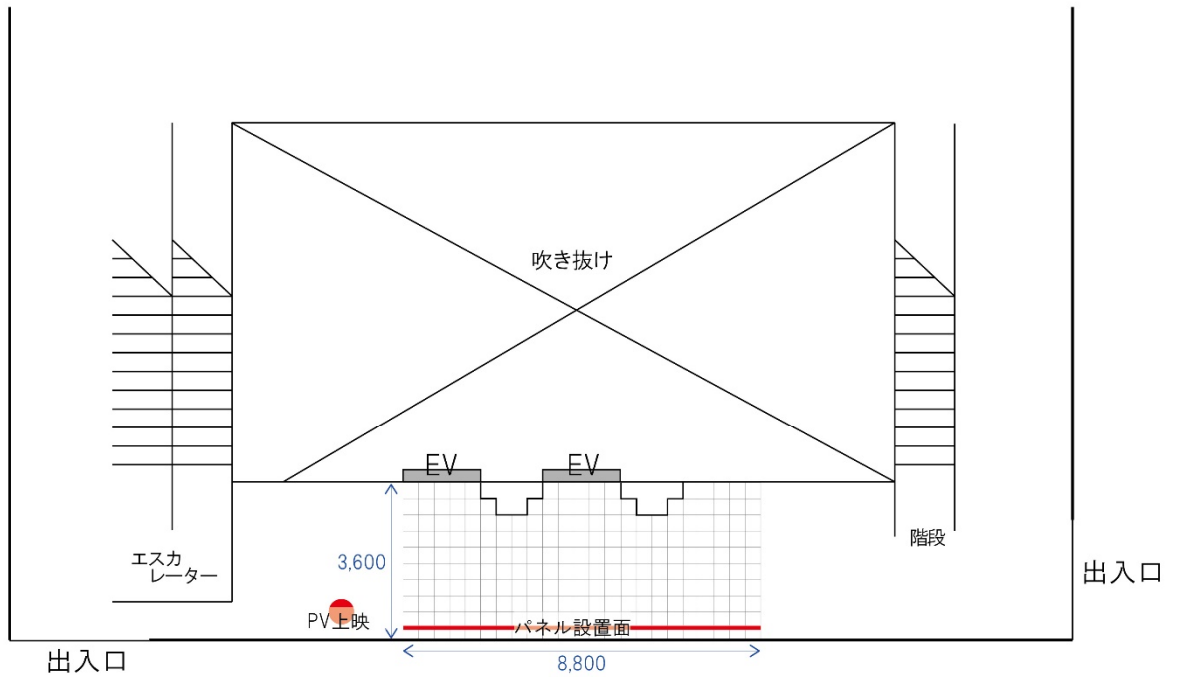 吹き抜け
EV
EV
3,600
エスカ
レーター
階段
出入口
PV上映
パネル設置面
8,800
出入口